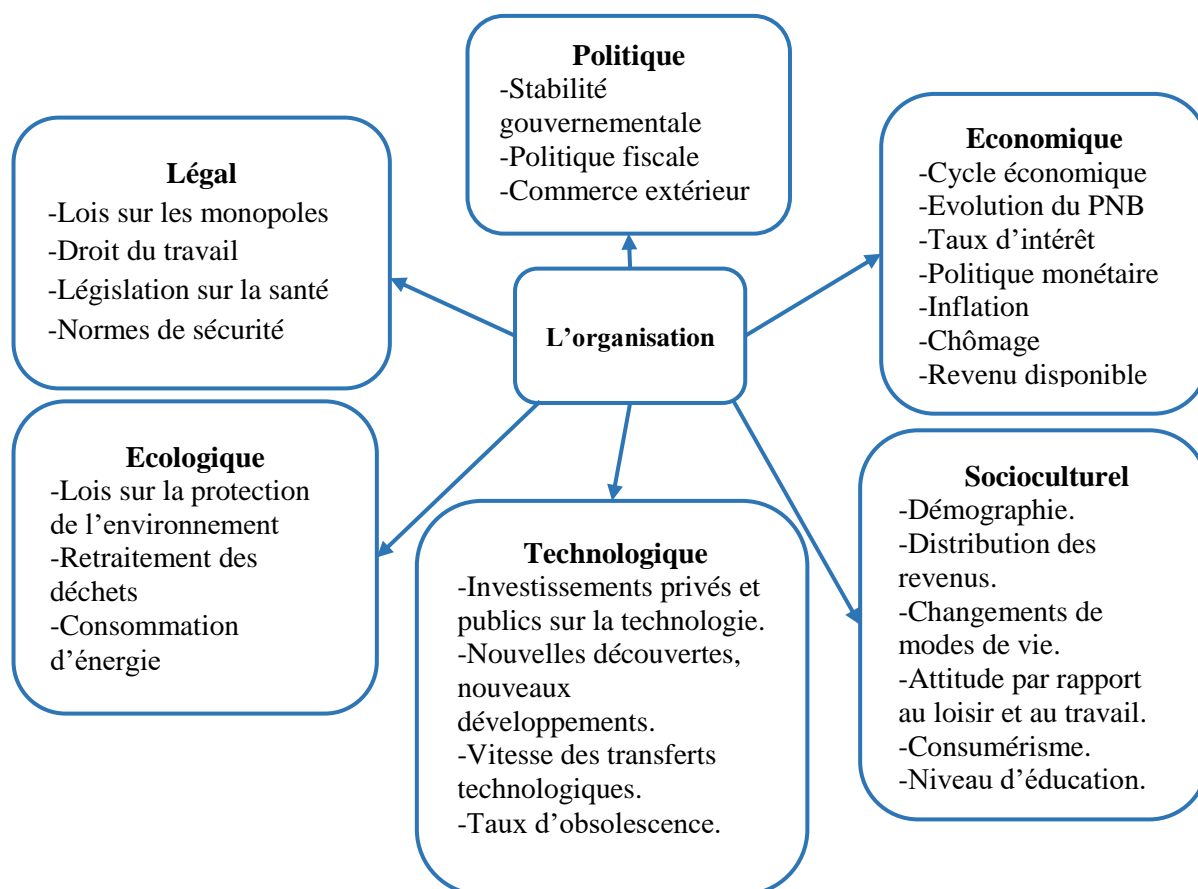 Politique
-Stabilité
gouvernementale
-Politique fiscale
-Commerce extérieur
Economique
-Cycle économique
-Evolution du PNB
-Taux d’intérêt
-Politique monétaire
-Inflation
-Chômage
-Revenu disponible
Légal
-Lois sur les monopoles
-Droit du travail
-Législation sur la santé
-Normes de sécurité
L’organisation
Ecologique
-Lois sur la protection
de l’environnement
-Retraitement des
déchets
-Consommation
d’énergie
Technologique
-Investissements privés et
publics sur la technologie.
-Nouvelles découvertes,
nouveaux
développements.
-Vitesse des transferts
technologiques.
-Taux d’obsolescence.
Socioculturel
-Démographie.
-Distribution des
revenus.
-Changements de
modes de vie.
-Attitude par rapport
au loisir et au travail.
-Consumérisme.
-Niveau d’éducation.